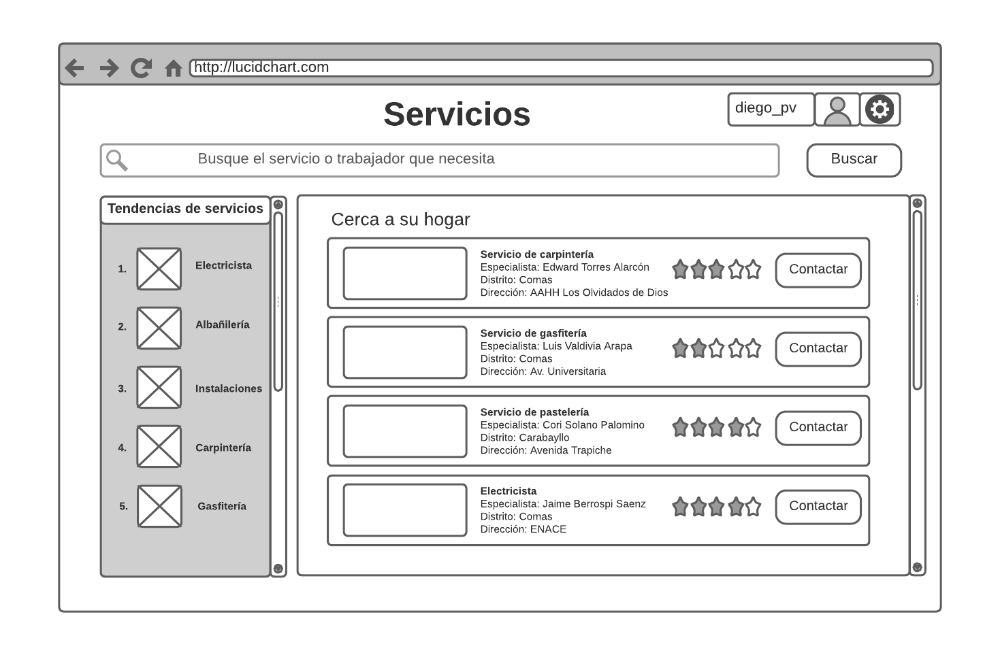 http://lucidchart.com
Servicios
diego_pv
Busque el servicio o trabajador que necesita
Buscar
Tendencias de servicios
1. Electricista
2. Albañilería
3. Instalaciones
4. Carpintería
5. Gasfitería
Cerca a su hogar
Servicio de carpintería
Especialista: Edward Torres Alarcón
Distrito: Comas
Dirección: AAHH Los Olvidados de Dios
Contactar
Servicio de gasfitería
Especialista: Luis Valdivia Arapa
Distrito: Comas
Dirección: Av. Universitaria
Contactar
Servicio de pastelería
Especialista: Cori Solano Palomino
Distrito: Carabayllo
Dirección: Avenida Trapiche
Contactar
Electricista
Especialista: Jaime Berrospi Saenz
Distrito: Comas
Dirección: ENACE
Contactar